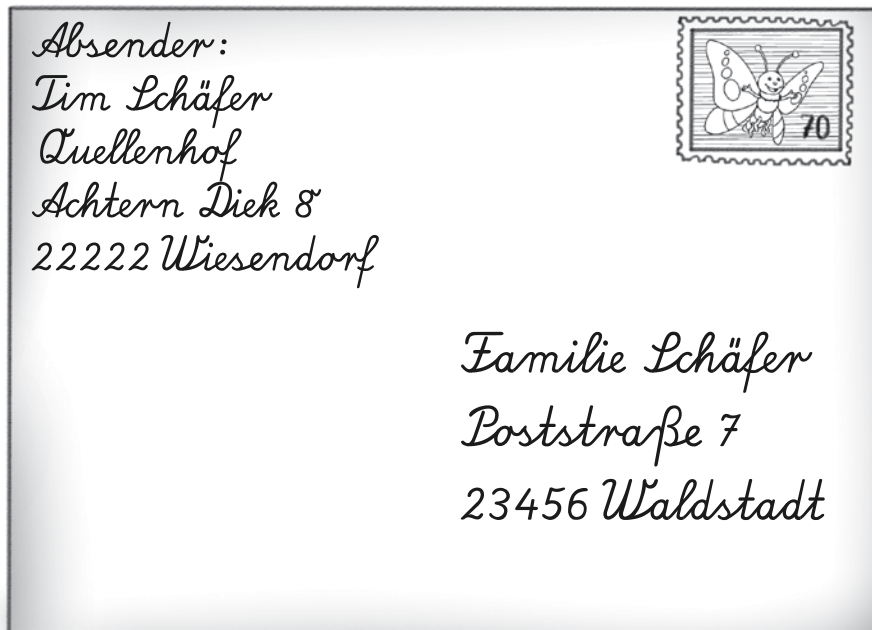 Absender:
Tim Schäfer
Quellenhof
Achtern Diek 8
22222 Wiesendorf
70
Familie Schäfer
Poststraße 7
23456 Waldstadt